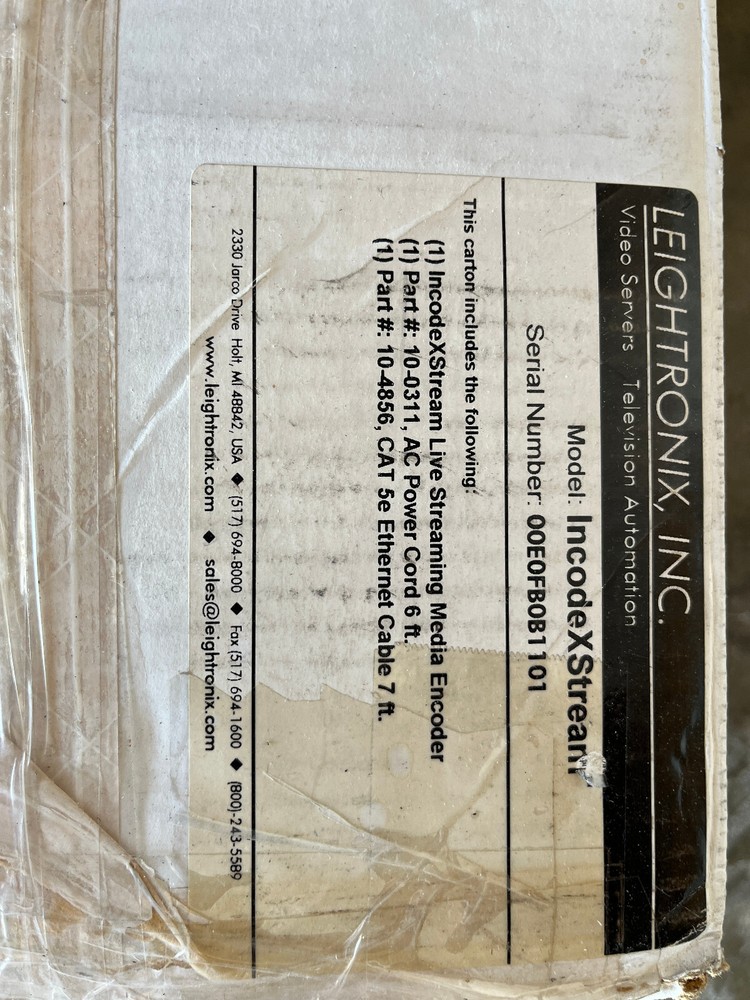 LEIGHTRONIX, INC.
Video Servers Television Automation
Model: IncodeXStream
Serial Number: 00E0FB0B1101
This carton includes the following:
(1) IncodeXStream Live Streaming Media Encoder
(1) Part #: 10-0311, AC Power Cord 6 ft.
(1) Part #: 10-4856, CAT 5e Ethernet Cable 7 ft.
2330 Jarco Drive Holt, MI 48842, USA ◆ (517) 694-8000 ◆ Fax (517) 694-1600 ◆ (800)-243-5589
www.leightronix.com ◆ sales@leightronix.com